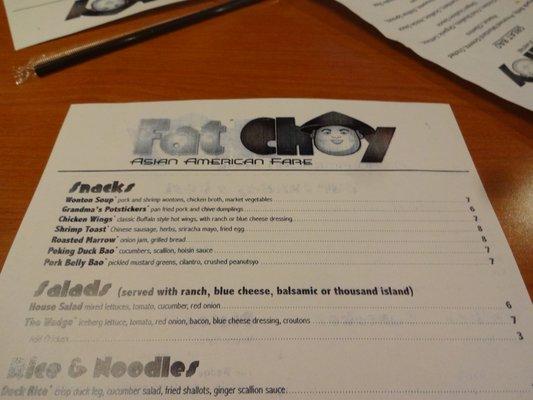 Fat Choy
ASIAN AMERICAN FARE
Snacks
Wonton Soup* pork and shrimp wontons, chicken broth, market vegetables 7
Grandma's Potstickers* pan fried pork and chive dumplings 6
Chicken Wings* classic Buffalo style hot wings, with ranch or blue cheese dressing 7
Shrimp Toast* Chinese sausage, herbs, sriracha mayo, fried egg 8
Roasted Marrow* onion jam, grilled bread 8
Peking Duck Bao* cucumbers, scallion, hoisin sauce 7
Pork Belly Bao* pickled mustard greens, cilantro, crushed peanutsyo 7
Salads (served with ranch, blue cheese, balsamic or thousand island)
House Salad mixed lettuces, tomato, cucumber, red onion 6
The Wedge* iceberg lettuce, tomato, red onion, bacon, blue cheese dressing, croutons 7
Add Chicken 3
Rice & Noodles
Duck Rice* crisp duck leg, cucumber salad, fried shallots, ginger scallion sauce